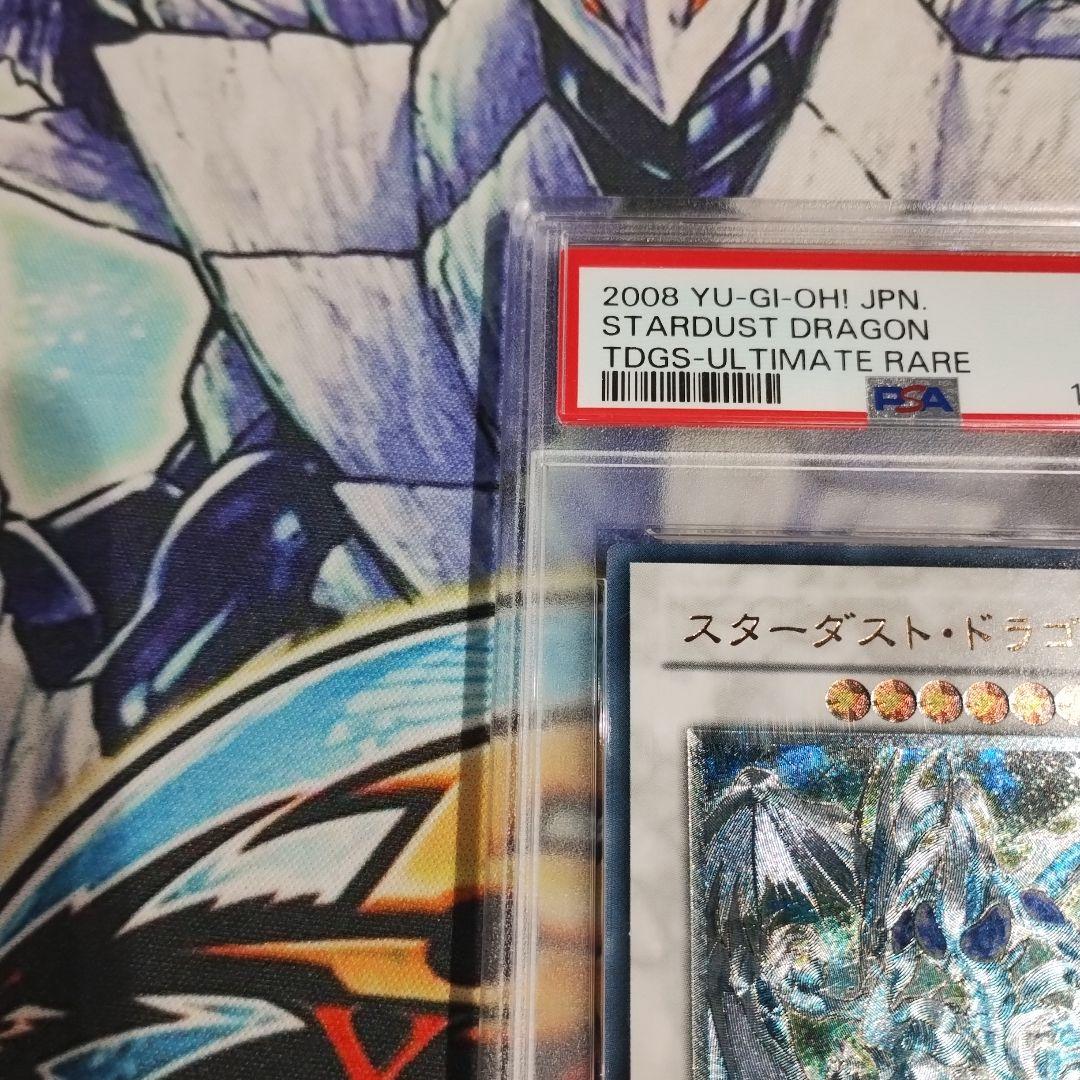 2008 YU-GI-OH! JPN.
STARDUST DRAGON
TDGS-ULTIMATE RARE
PSA
スターダスト・ドラゴ